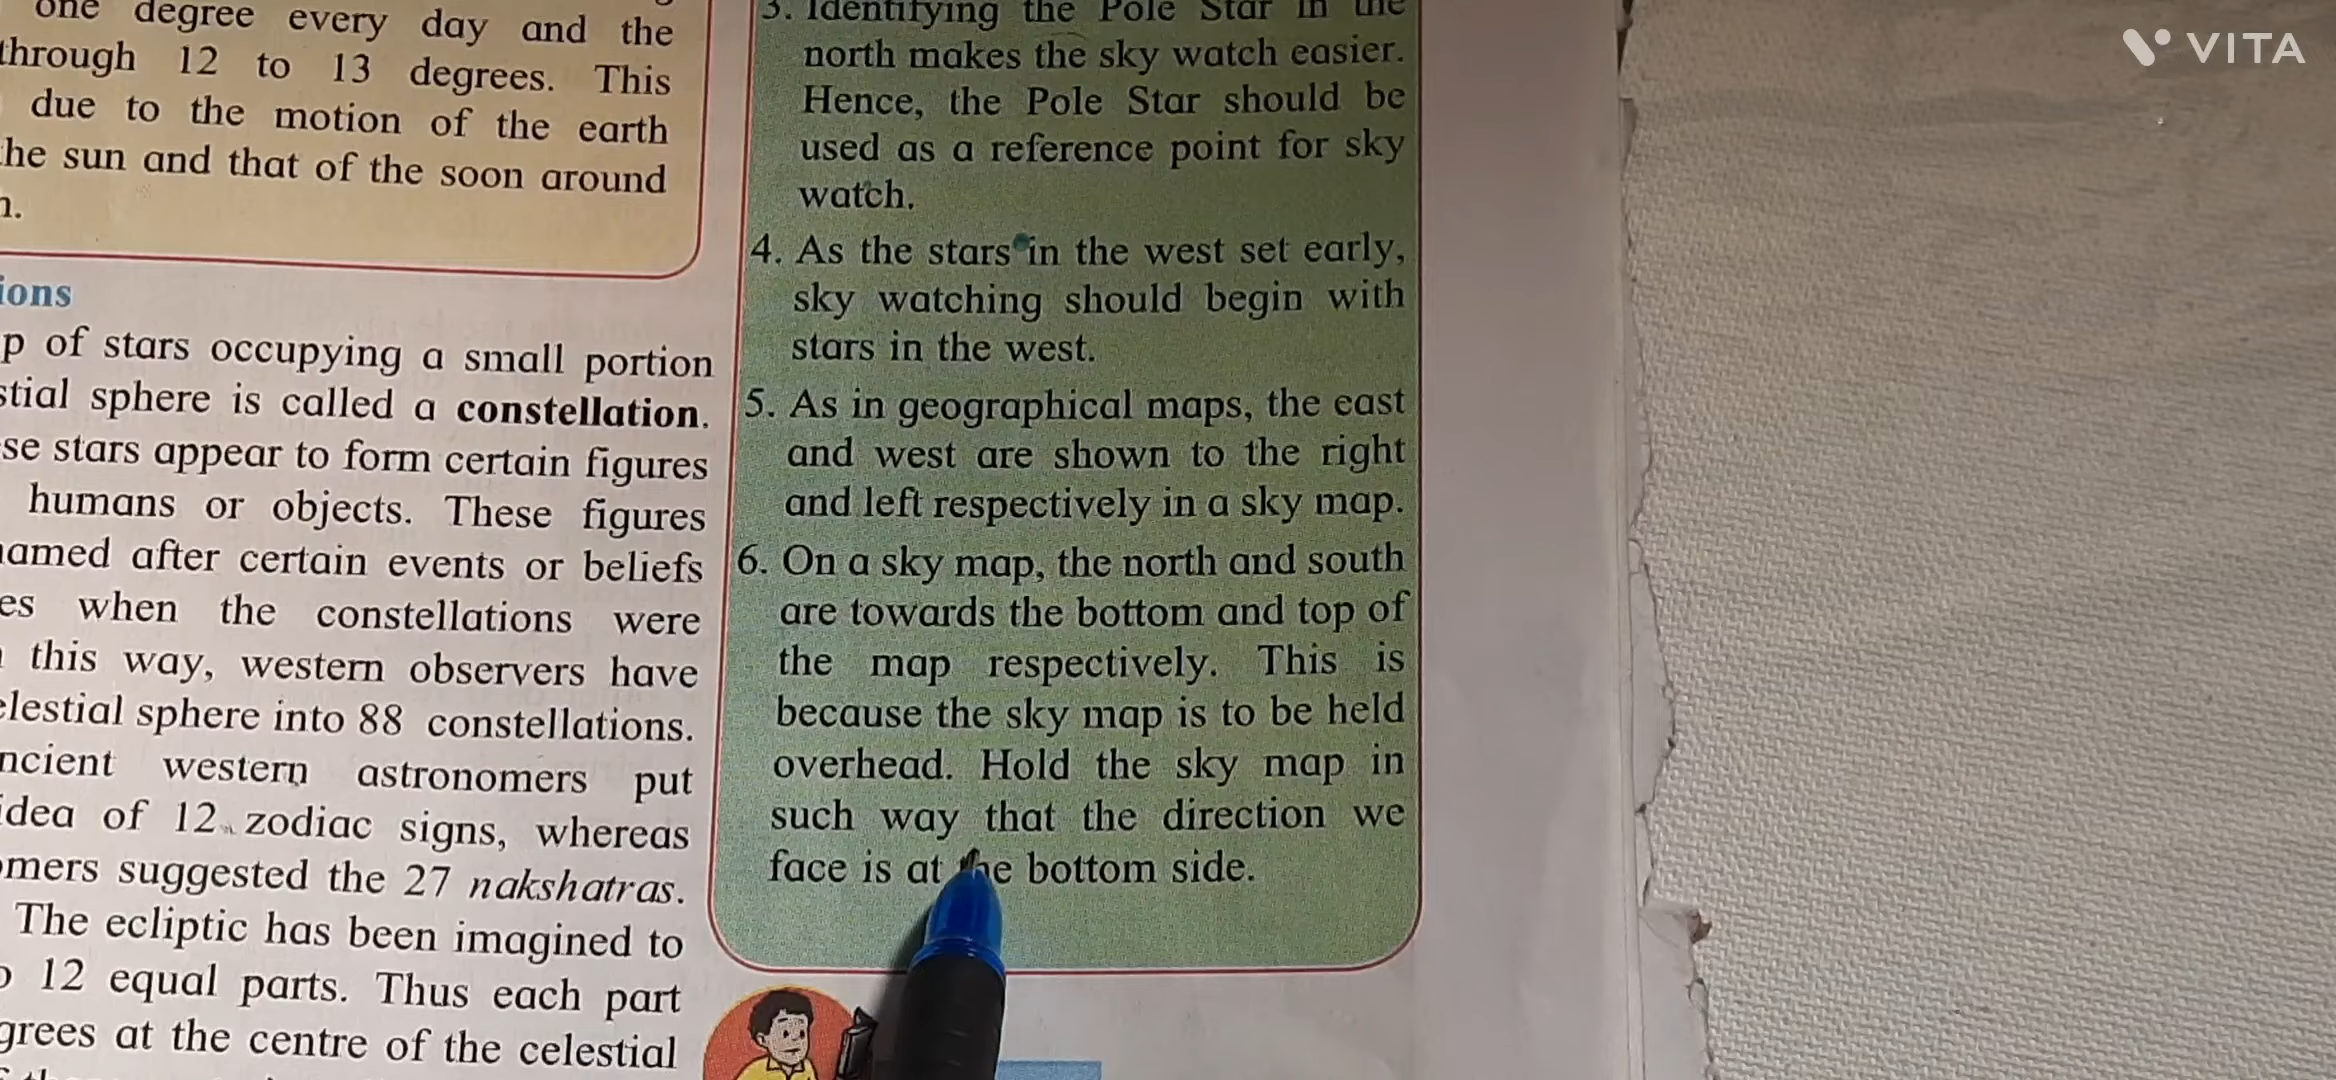 one degree every day and the
through 12 to 13 degrees. This
due to the motion of the earth
he sun and that of the soon around
ions
p of stars occupying a small portion
stial sphere is called a constellation.
se stars appear to form certain figures
humans or objects. These figures
named after certain events or beliefs
es when the constellations were
this way, western observers have
elestial sphere into 88 constellations.
ncient western astronomers put
idea of 12 zodiac signs, whereas
omers suggested the 27 nakshatras.
The ecliptic has been imagined to
12 equal parts. Thus each part
grees at the centre of the celestial
3. Identifying the Pole Star in the
north makes the sky watch easier.
Hence, the Pole Star should be
used as a reference point for sky
watch.
4. As the stars in the west set early,
sky watching should begin with
stars in the west.
5. As in geographical maps, the east
and west are shown to the right
and left respectively in a sky map.
6. On a sky map, the north and south
are towards the bottom and top of
the map respectively. This is
because the sky map is to be held
overhead. Hold the sky map in
such way that the direction we
face is at the bottom side.
VITA